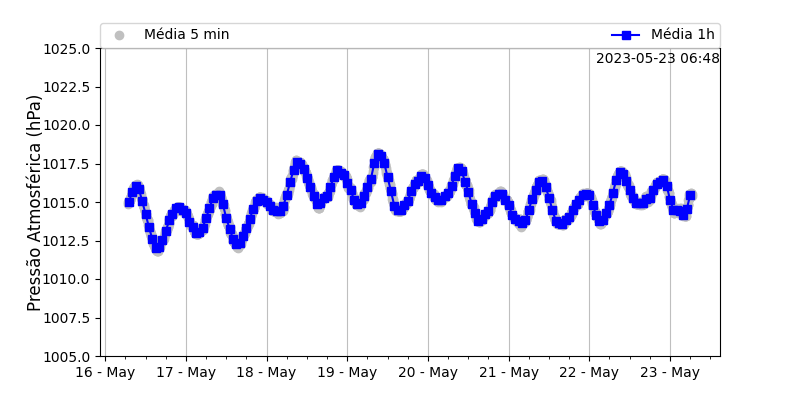 Média 5 min
Média 1h
2023-05-23 06:48
Pressão Atmosférica (hPa)
1025.0
1022.5
1020.0
1017.5
1015.0
1012.5
1010.0
1007.5
1005.0
16 - May
17 - May
18 - May
19 - May
20 - May
21 - May
22 - May
23 - May